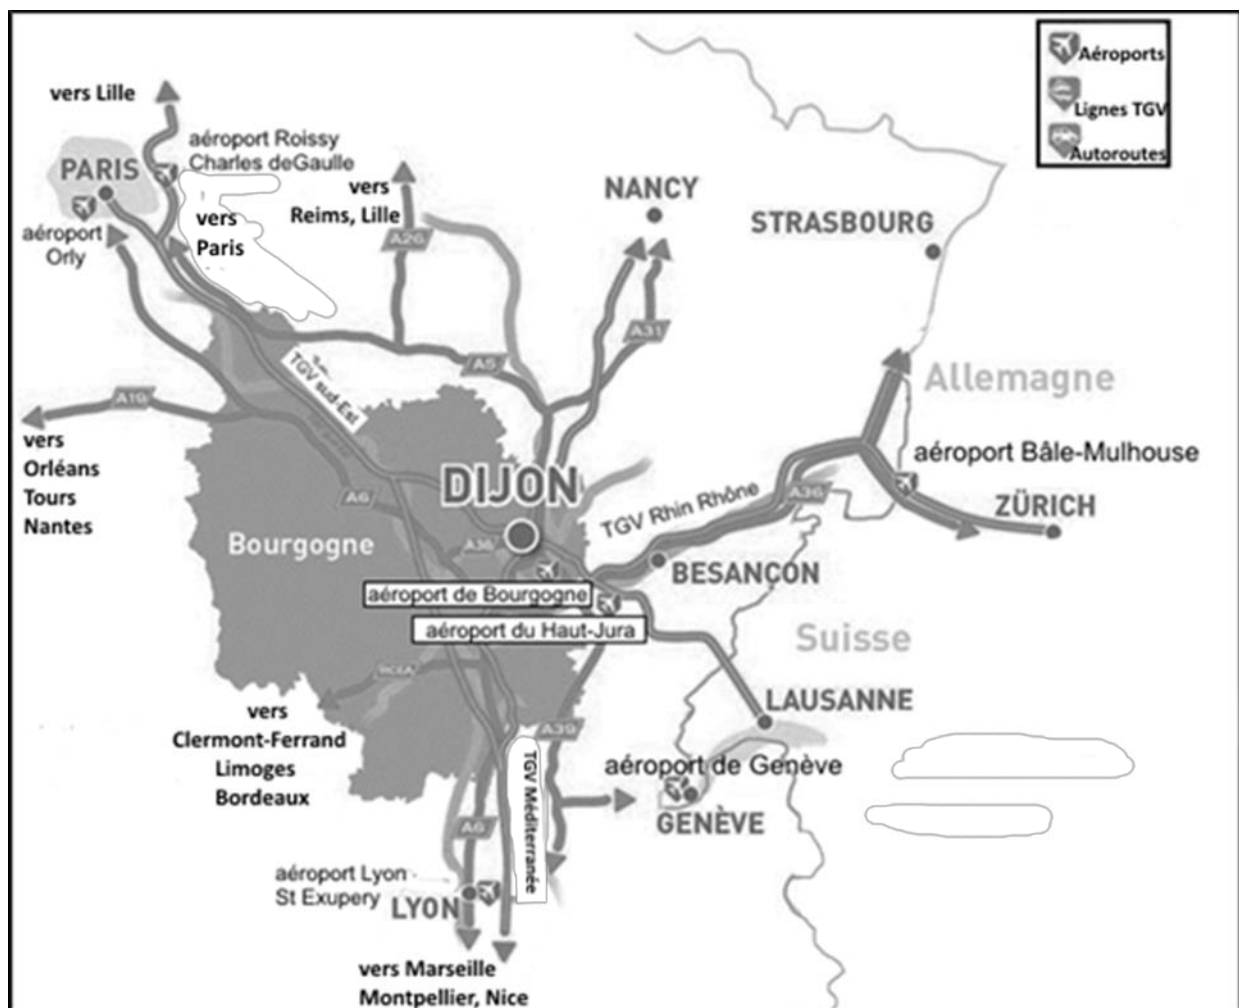 Aéroports
Lignes TGV
Autoroutes
vers Lille
aéroport Roissy
Charles deGaulle
PARIS
vers
Reims, Lille
NANCY
vers
Paris
STRASBOURG
aéroport
Orly
A26
A31
A5
TGV sud-Est
Allemagne
A19
vers
Orléans
Tours
Nantes
aéroport Bâle-Mulhouse
DIJON
A6
TGV Rhin Rhône
A36
ZÜRICH
Bourgogne
A38
BESANÇON
aéroport de Bourgogne
aéroport du Haut-Jura
Suisse
RCEA
LAUSANNE
vers
Clermont-Ferrand
Limoges
Bordeaux
A39
TGV Méditerranée
aéroport de Genève
GENÈVE
A6
aéroport Lyon
St Exupery
LYON
vers Marseille
Montpellier, Nice